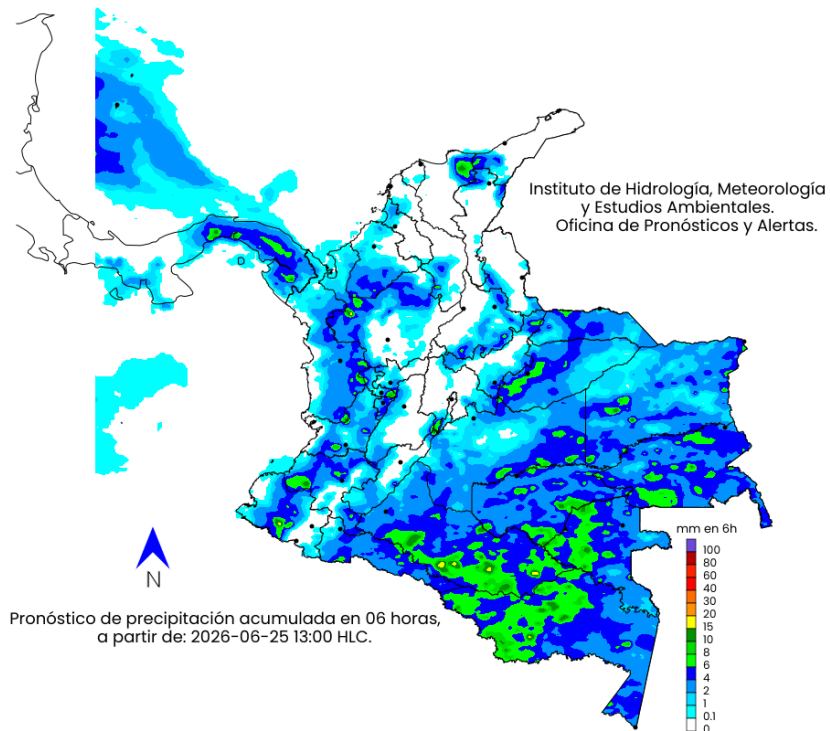 Instituto de Hidrología, Meteorología
y Estudios Ambientales.
Oficina de Pronósticos y Alertas.
mm en 6h
100
80
60
40
30
20
15
10
8
6
4
2
1
0.1
0
N
Pronóstico de precipitación acumulada en 06 horas,
a partir de: 2026-06-25 13:00 HLC.